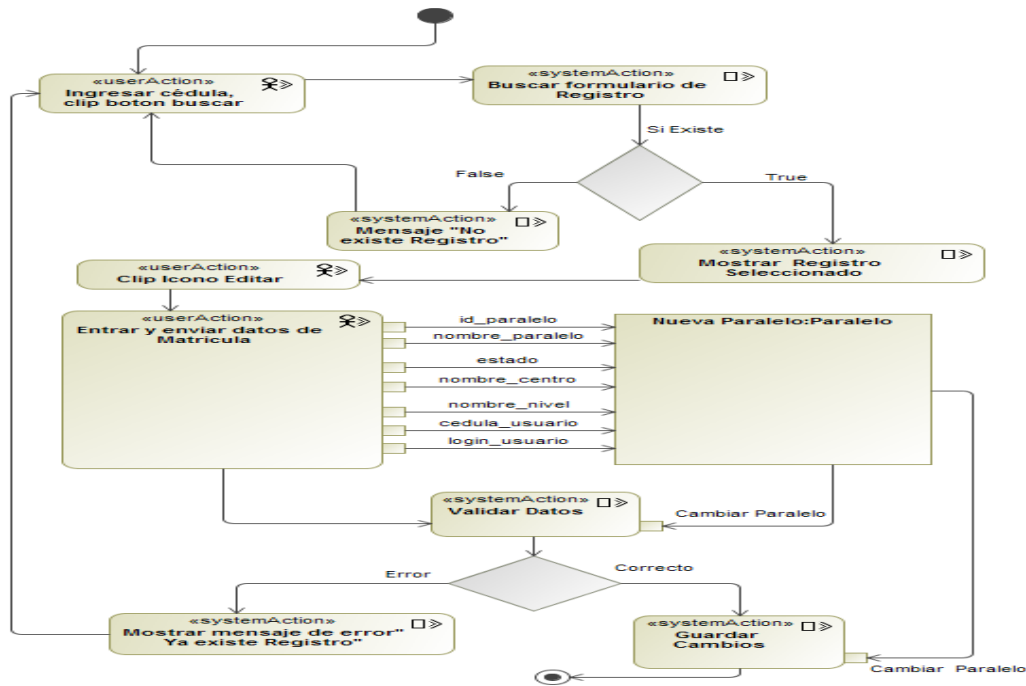 «userAction»
Ingresar cédula,
clip boton buscar
«systemAction»
Buscar formulario de
Registro
Si Existe
False
True
«systemAction»
Mensaje "No
existe Registro"
«systemAction»
Mostrar Registro
Seleccionado
«userAction»
Clip Icono Editar
«userAction»
Entrar y enviar datos de
Matricula
id_paralelo
nombre_paralelo
estado
nombre_centro
nombre_nivel
cedula_usuario
login_usuario
Nueva Paralelo:Paralelo
«systemAction»
Validar Datos
Cambiar Paralelo
Error
Correcto
«systemAction»
Mostrar mensaje de error"
Ya existe Registro"
«systemAction»
Guardar
Cambios
Cambiar Paralelo